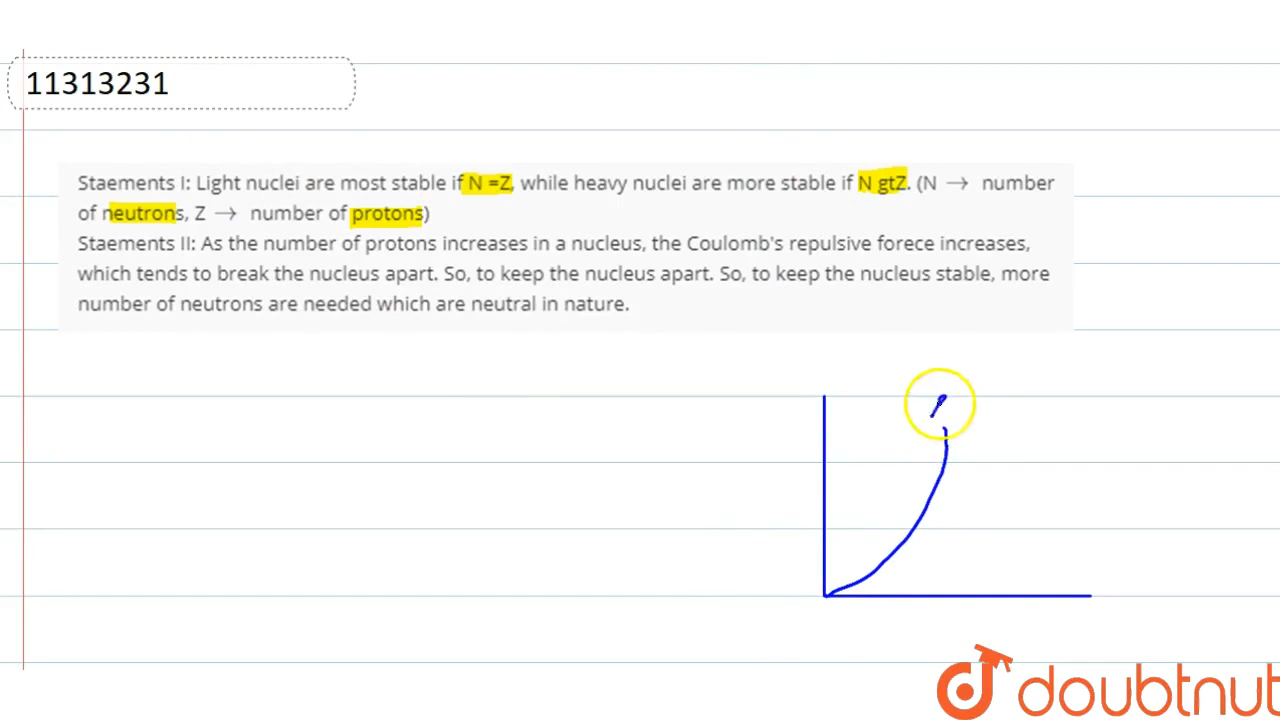 11313231
Staements I: Light nuclei are most stable if N =Z, while heavy nuclei are more stable if N gtZ. (N → number
of neutrons, Z → number of protons)
Staements II: As the number of protons increases in a nucleus, the Coulomb's repulsive forece increases,
which tends to break the nucleus apart. So, to keep the nucleus apart. So, to keep the nucleus stable, more
number of neutrons are needed which are neutral in nature.
doubtnut